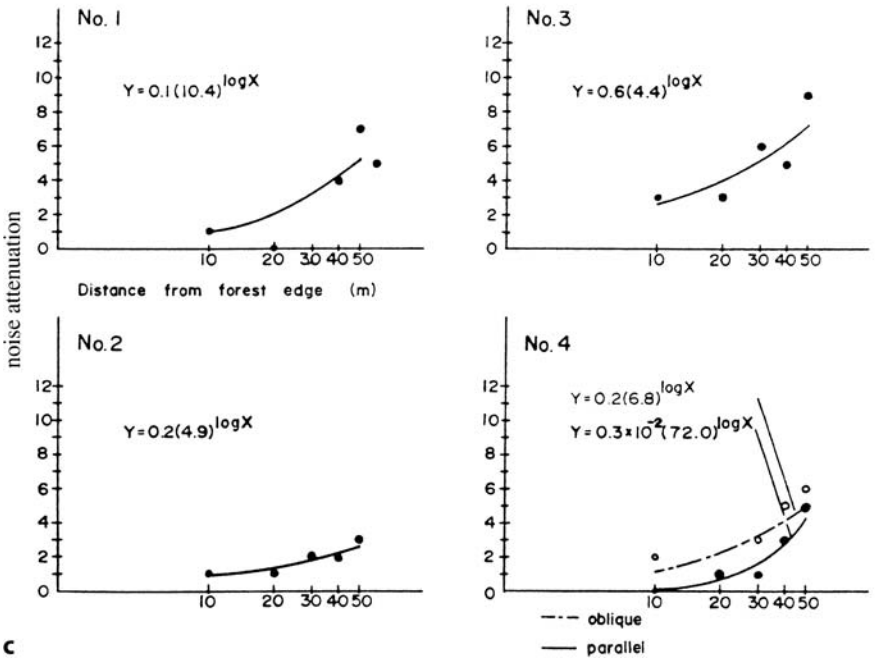 No. 1
12
10
8
6
4
2
0
Y=0.1(10.4)^logX
10 20 30 40 50
Distance from forest edge (m)
No. 3
12
10
8
6
4
2
0
Y=0.6(4.4)^logX
10 20 30 40 50
noise attenuation
No. 2
12
10
8
6
4
2
0
Y=0.2(4.9)^logX
10 20 30 40 50
No. 4
12
10
8
6
4
2
0
Y=0.2(6.8)^logX
Y=0.3×10^-2(72.0)^logX
10 20 30 40 50
oblique
parallel
c